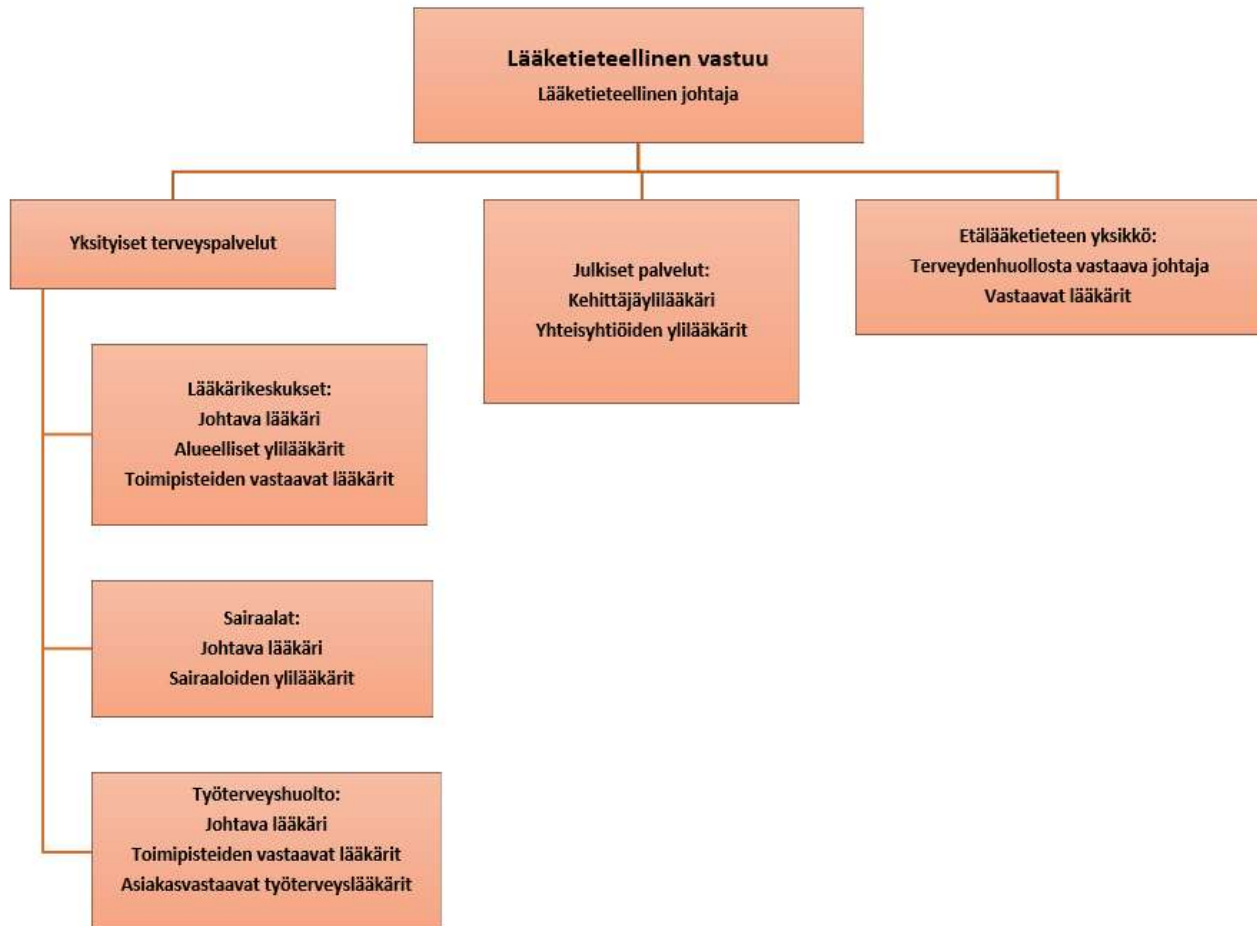 Lääketieteellinen vastuu
Lääketieteellinen johtaja
Yksityiset terveyspalvelut
Lääkärikeskukset:
Johtava lääkäri
Alueelliset ylilääkärit
Toimipisteiden vastaavat lääkärit
Sairaalat:
Johtava lääkäri
Sairaaloiden ylilääkärit
Työterveyshuolto:
Johtava lääkäri
Toimipisteiden vastaavat lääkärit
Asiakasvastaavat työterveyslääkärit
Julkiset palvelut:
Kehittäjäylilääkäri
Yhteisyhtiöiden ylilääkärit
Etälääketieteen yksikkö:
Terveydenhuollosta vastaava johtaja
Vastaavat lääkärit